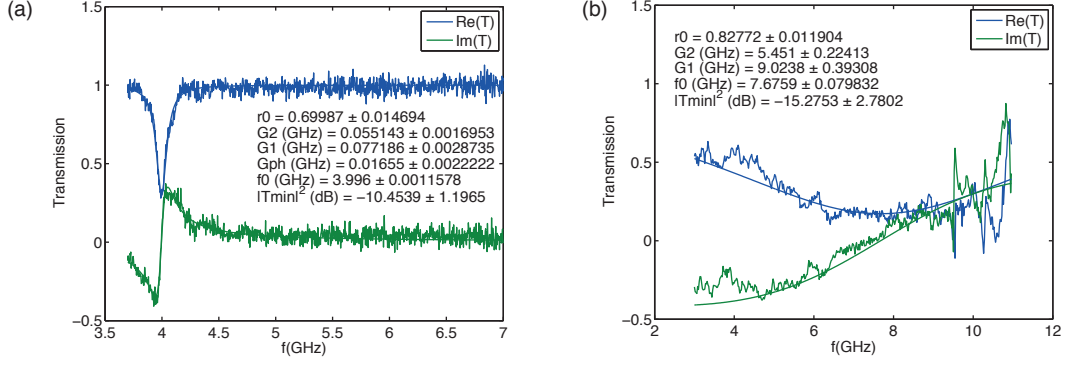 (a)
1.5
1
0.5
0
−0.5
Transmission
Re(T)
Im(T)
r0 = 0.69987 ± 0.014694
G2 (GHz) = 0.055143 ± 0.0016953
G1 (GHz) = 0.077186 ± 0.0028735
Gph (GHz) = 0.01655 ± 0.0022222
f0 (GHz) = 3.996 ± 0.0011578
|Tmin|² (dB) = −10.4539 ± 1.1965
3.5 4 4.5 5 5.5 6 6.5 7
f(GHz)
(b)
1.5
1
0.5
0
−0.5
Transmission
Re(T)
Im(T)
r0 = 0.82772 ± 0.011904
G2 (GHz) = 5.451 ± 0.22413
G1 (GHz) = 9.0238 ± 0.39308
f0 (GHz) = 7.6759 ± 0.079832
|Tmin|² (dB) = −15.2753 ± 2.7802
2 4 6 8 10 12
f(GHz)